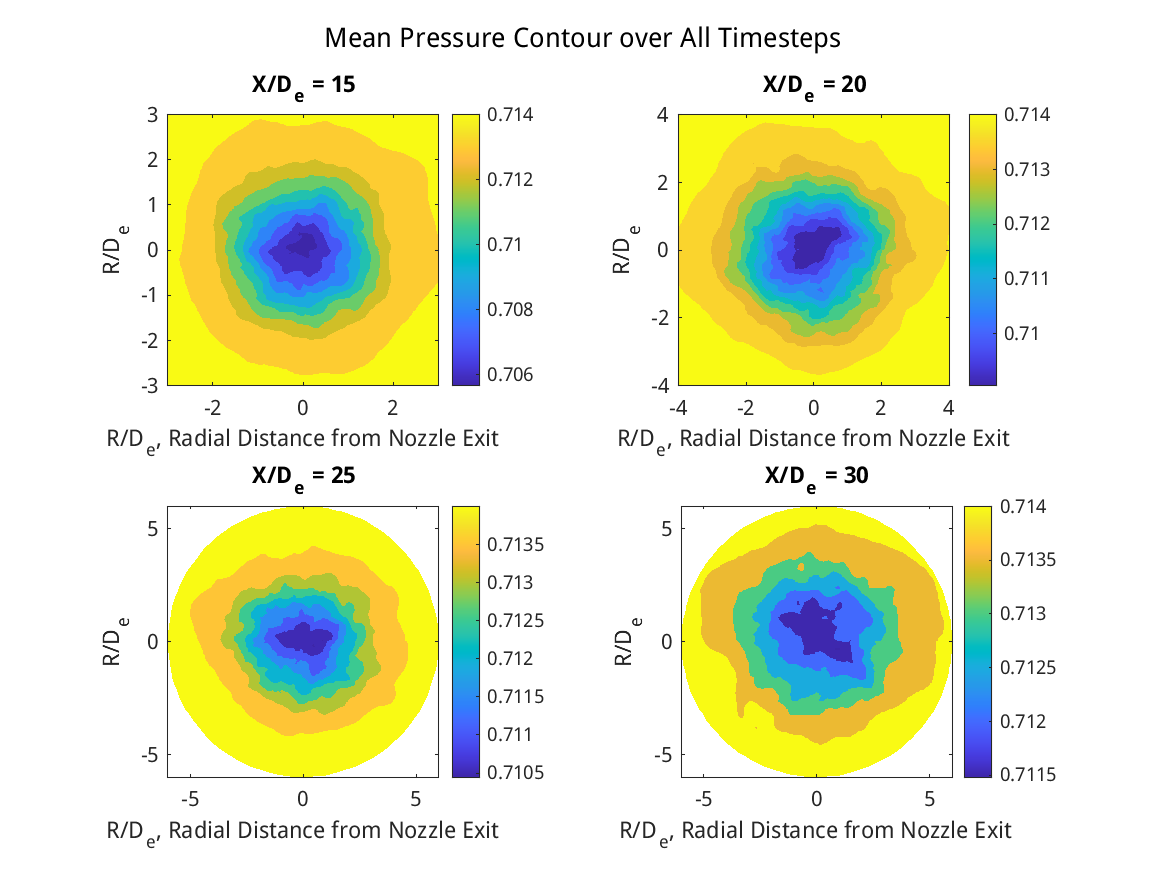 Mean Pressure Contour over All Timesteps
X/De = 15
3
2
1
0
-1
-2
-3
R/De
-2 0 2
R/De, Radial Distance from Nozzle Exit
0.714
0.712
0.71
0.708
0.706
X/De = 20
4
2
0
-2
-4
R/De
-4 -2 0 2 4
R/De, Radial Distance from Nozzle Exit
0.714
0.713
0.712
0.711
0.71
X/De = 25
5
0
-5
R/De
-5 0 5
R/De, Radial Distance from Nozzle Exit
0.7135
0.713
0.7125
0.712
0.7115
0.711
0.7105
X/De = 30
5
0
-5
R/De
-5 0 5
R/De, Radial Distance from Nozzle Exit
0.714
0.7135
0.713
0.7125
0.712
0.7115